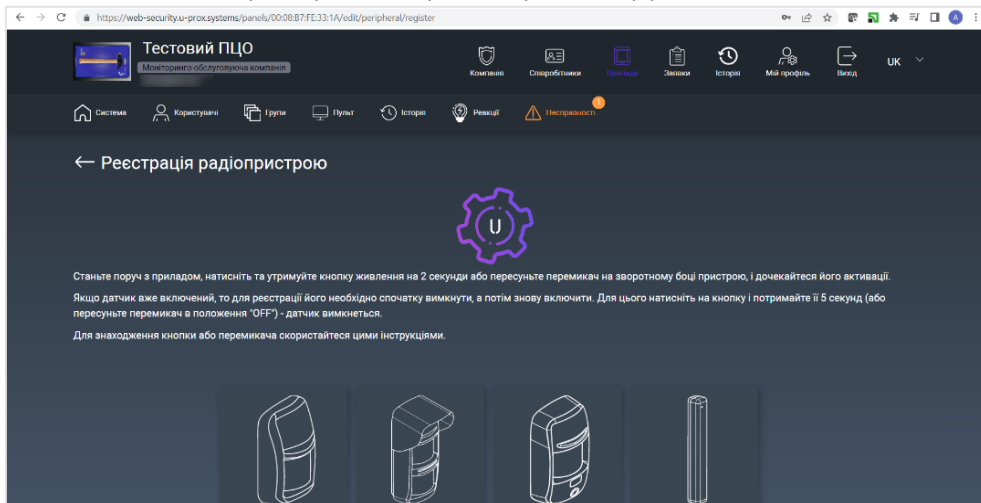 https://web-security.u-prox.systems/panels/00:08:B7:FE:33:1A/edit/peripheral/register
Тестовий ПЦО
Моніторинго-обслуговуюча компанія
Компанія
Співробітники
Прилади
Заявки
Історія
Мій профіль
Вихід
UK
Система
Користувачі
Групи
Пульт
Історія
Реакції
Несправності
1
Реєстрація радіопристрою
U
Станьте поруч з приладом, натисніть та утримуйте кнопку живлення на 2 секунди або пересуньте перемикач на зворотному боці пристрою, і дочекайтеся його активації.
Якщо датчик вже включений, то для реєстрації його необхідно спочатку вимкнути, а потім знову включити. Для цього натисніть на кнопку і потримайте її 5 секунд (або
пересуньте перемикач в положення "OFF") - датчик вимкнеться.
Для знаходження кнопки або перемикача скористайтеся цими інструкціями.